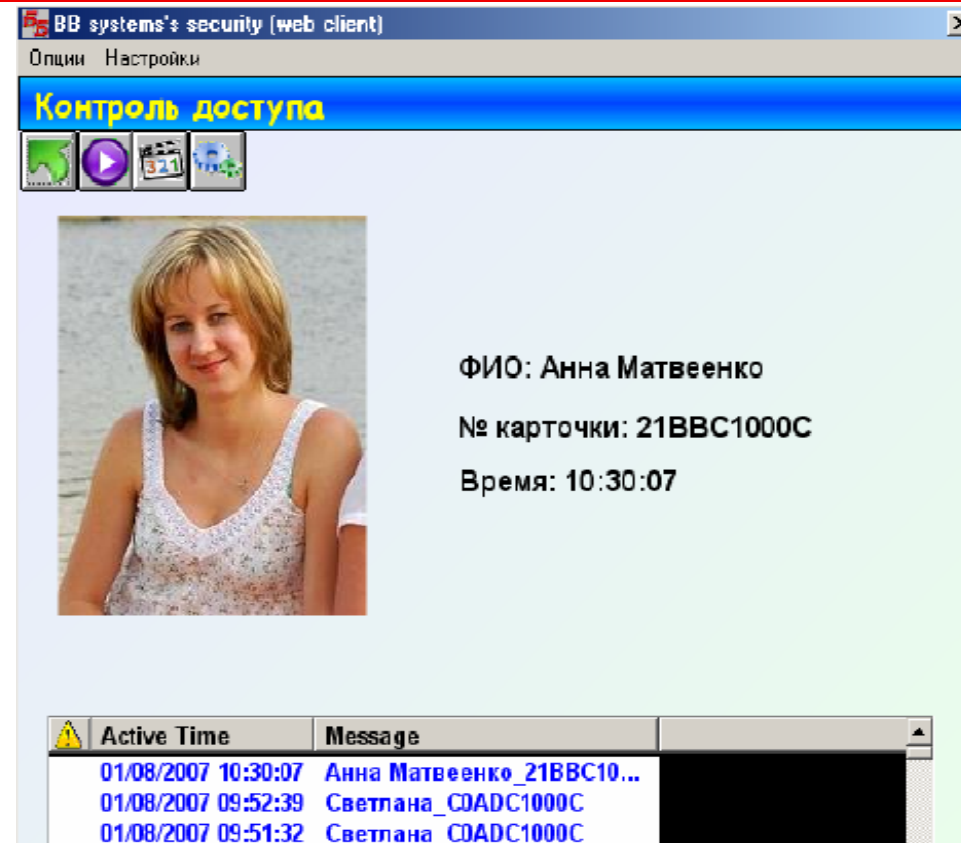 BB systems's security (web client)
Опции Настройки
Контроль доступа
321
ФИО: Анна Матвеенко
№ карточки: 21BBC1000C
Время: 10:30:07
Active Time Message
01/08/2007 10:30:07 Анна Матвеенко_21BBC10...
01/08/2007 09:52:39 Светлана_C0ADC1000C
01/08/2007 09:51:32 Светлана_C0ADC1000C